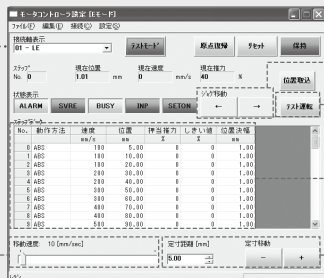 モータコントローラ設定 [Eモード]
ファイル(F) 編集(E) 接続(C) 設定(S)
接続軸表示
01 - LE
テストモード
原点復帰
リセット
保持
ステップ 現在位置 現在速度 現在推力
No. 0 1.01 mm 0 mm/s 40 %
位置取込
状態表示
ジョグ移動
ALARM SVRE BUSY INP SETON ← →
テスト運転
ステップデータ
No. 動作方法 速度 位置 押当推力 しきい値 位置決幅
mm/s mm % % mm
0 ABS 100 5.00 0 0 1.00
1 ABS 100 10.00 0 0 1.00
2 ABS 100 20.00 0 0 1.00
3 ABS 200 30.00 0 0 1.00
4 ABS 200 40.00 0 0 1.00
5 ABS 300 50.00 0 0 1.00
6 ABS 300 60.00 0 0 1.00
7 ABS 400 70.00 0 0 1.00
8 ABS 400 80.00 0 0 1.00
9 ABS 500 90.00 0 0 1.00
移動速度: 10 [mm/sec]
定寸距離 [mm]
定寸移動
5.00
- +